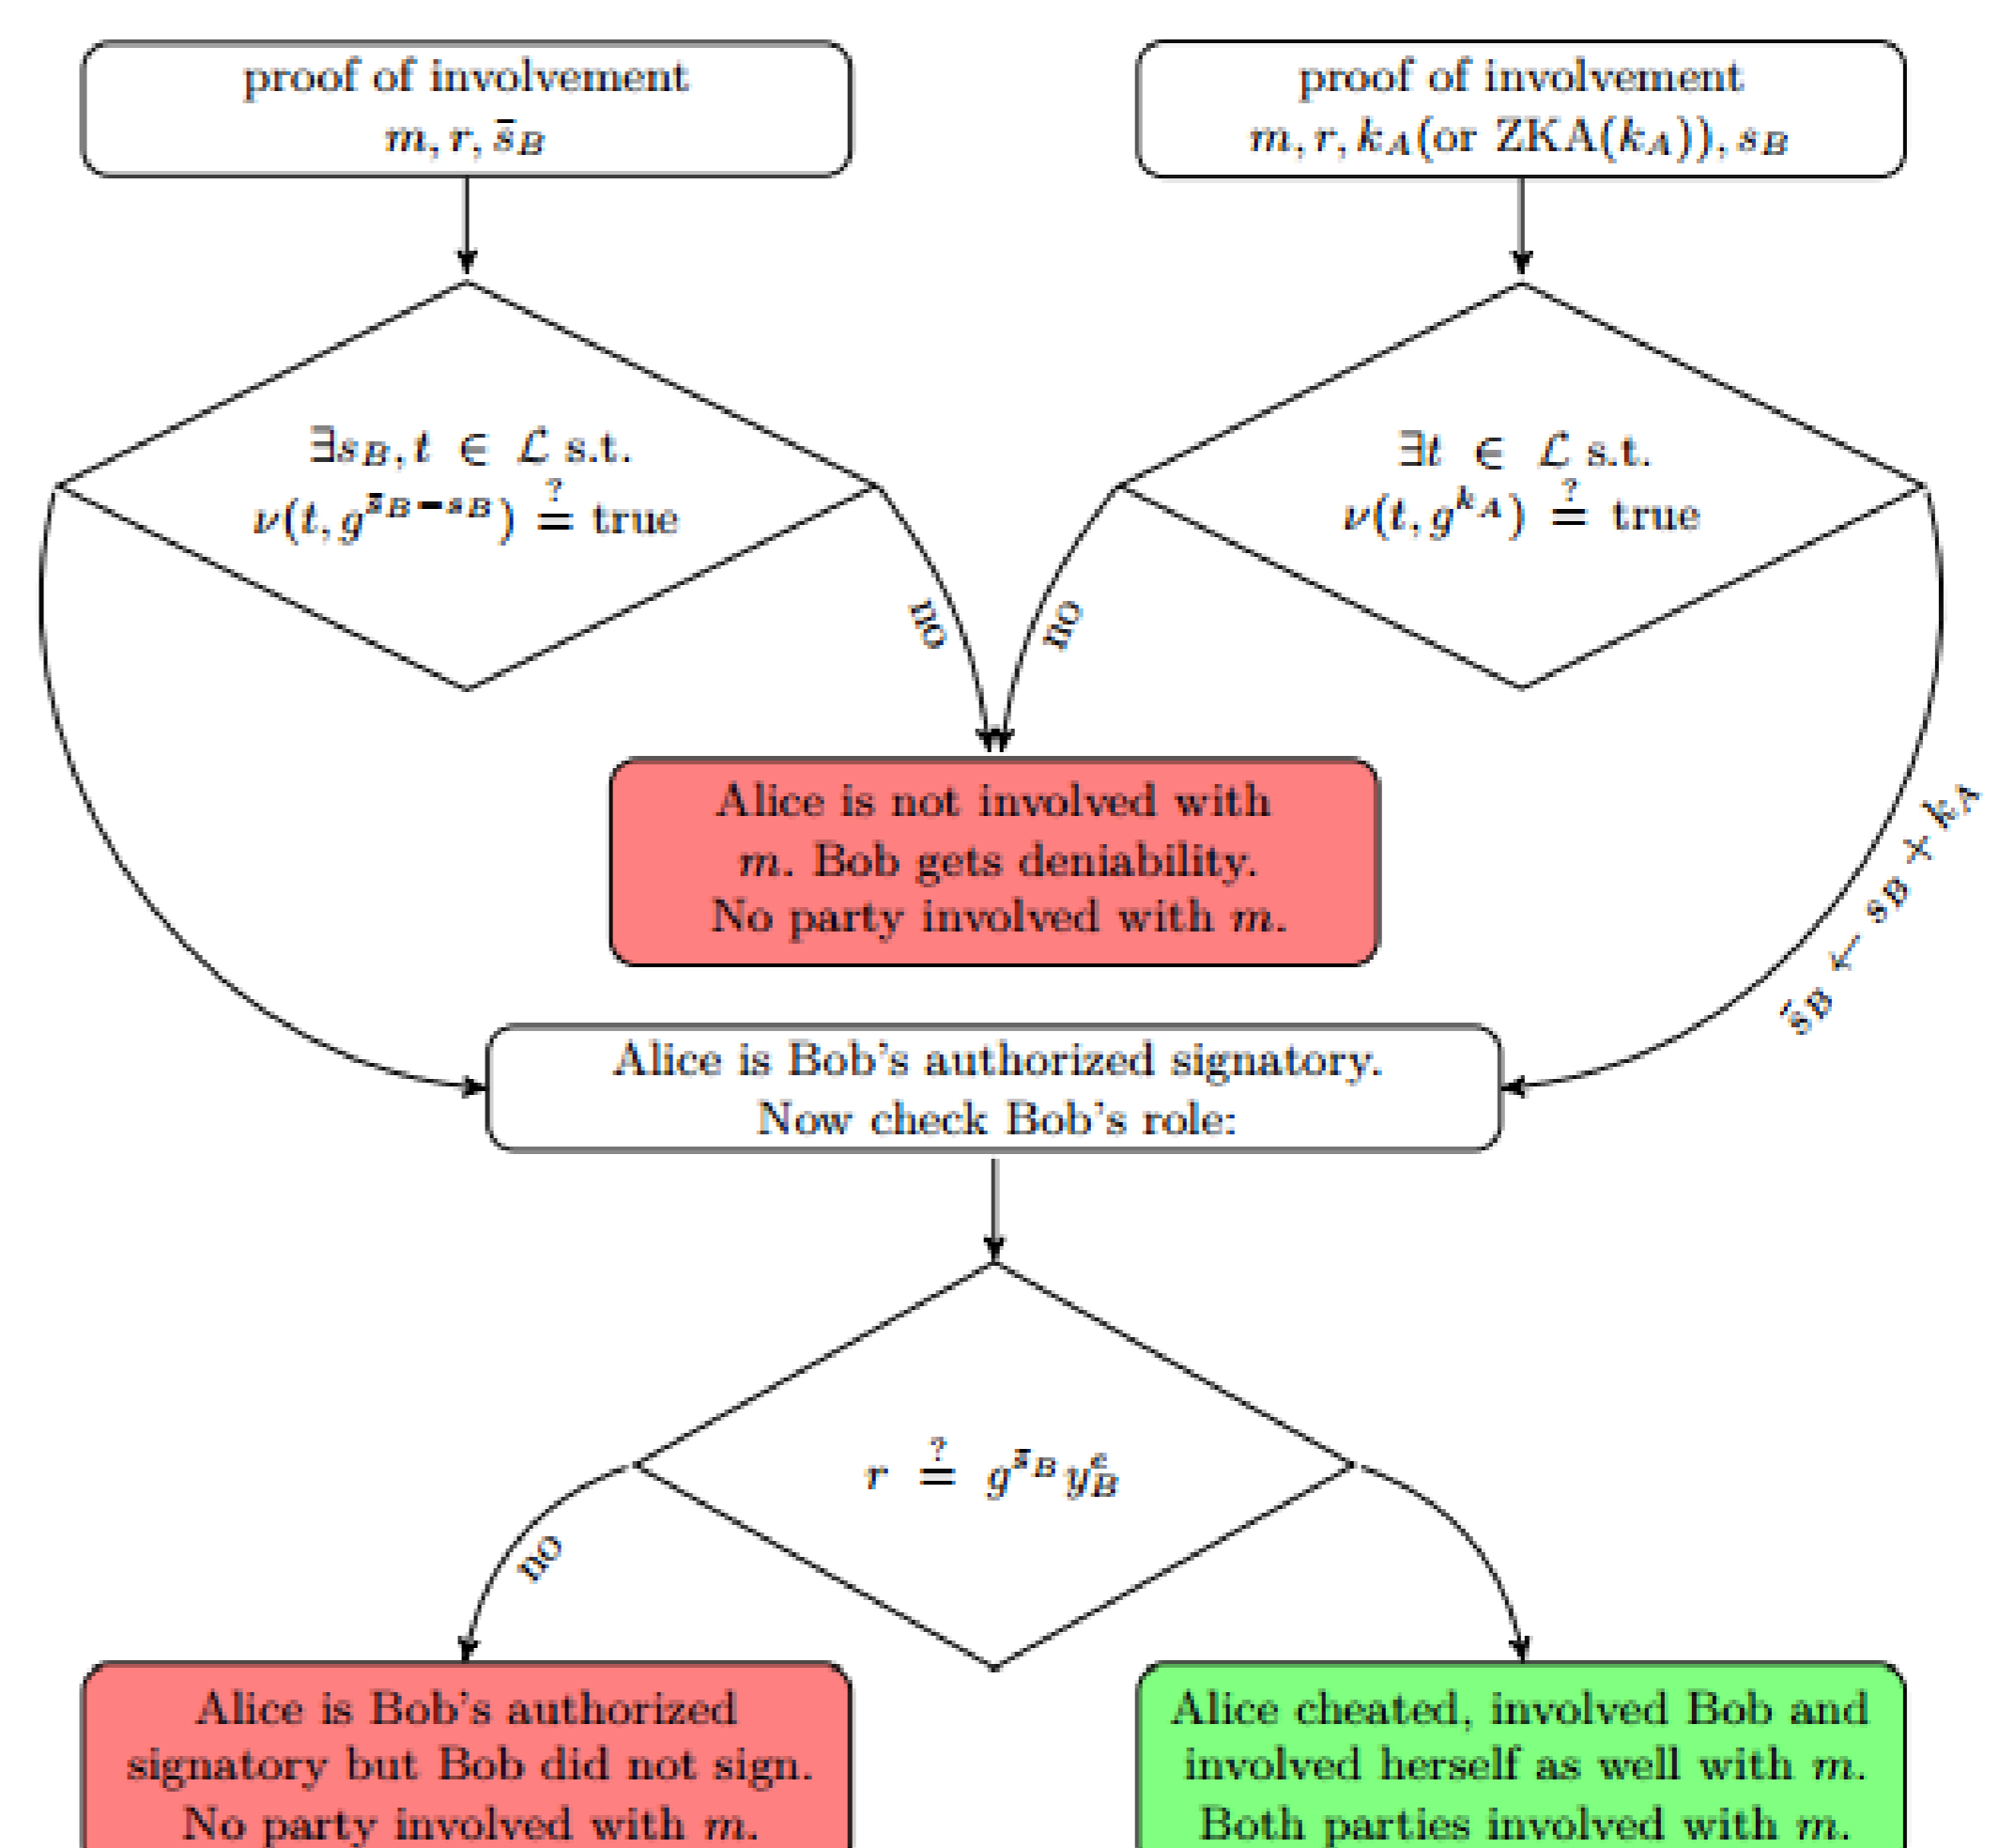 proof of involvement
m, r, s̄_B
proof of involvement
m, r, k_A(or ZKA(k_A)), s_B
∃s_B, t ∈ ℒ s.t.
ν(t, g^{s̄_B−s_B}) ≟ true
∃t ∈ ℒ s.t.
ν(t, g^{k_A}) ≟ true
no
no
Alice is not involved with
m. Bob gets deniability.
No party involved with m.
s̄_B ← s_B + k_A
Alice is Bob's authorized signatory.
Now check Bob's role:
r ≟ g^{s̄_B} y_B^e
no
Alice is Bob's authorized
signatory but Bob did not sign.
No party involved with m.
Alice cheated, involved Bob and
involved herself as well with m.
Both parties involved with m.